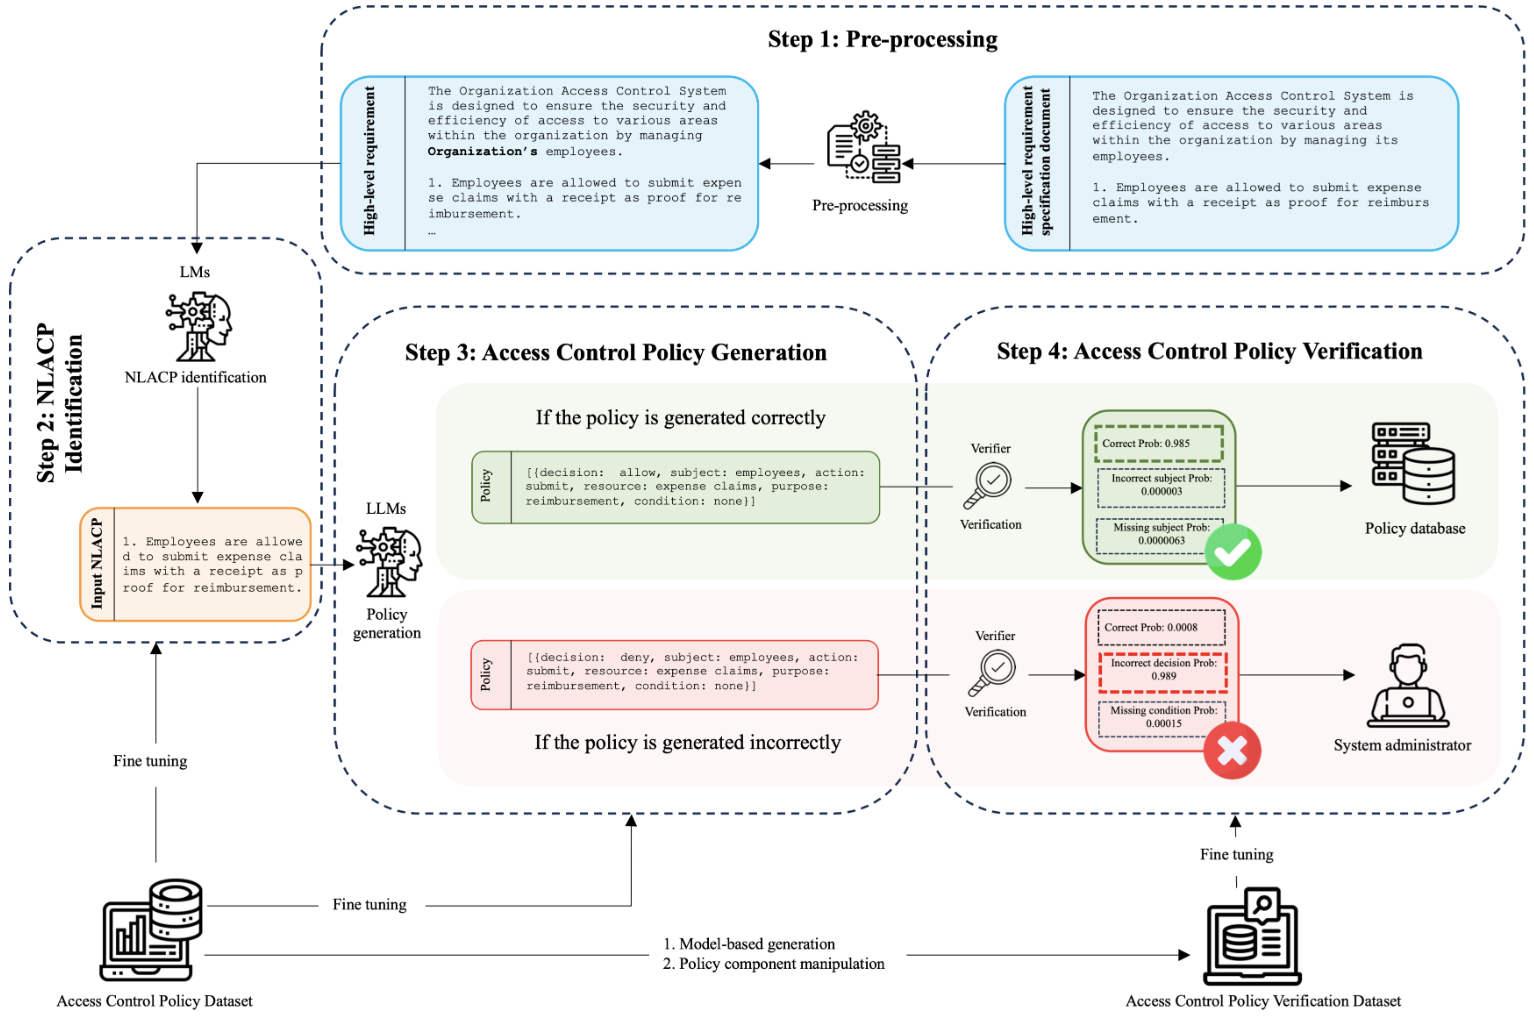 Step 1: Pre-processing
High-level requirement
The Organization Access Control System
is designed to ensure the security and
efficiency of access to various areas
within the organization by managing
Organization's employees.
1. Employees are allowed to submit expen
se claims with a receipt as proof for re
imbursement.
…
Pre-processing
High-level requirement
specification document
The Organization Access Control System is
designed to ensure the security and
efficiency of access to various areas
within the organization by managing its
employees.
1. Employees are allowed to submit expense
claims with a receipt as proof for reimburs
ement.
Step 2: NLACP
Identification
LMs
NLACP identification
Input NLACP
1. Employees are allowe
d to submit expense cla
ims with a receipt as p
roof for reimbursement.
Step 3: Access Control Policy Generation
LLMs
Policy
generation
If the policy is generated correctly
Policy
[{decision: allow, subject: employees, action:
submit, resource: expense claims, purpose:
reimbursement, condition: none}]
Policy
[{decision: deny, subject: employees, action:
submit, resource: expense claims, purpose:
reimbursement, condition: none}]
If the policy is generated incorrectly
Step 4: Access Control Policy Verification
Verifier
Verification
Correct Prob: 0.985
Incorrect subject Prob:
0.000003
Missing subject Prob:
0.0000063
Policy database
Verifier
Verification
Correct Prob: 0.0008
Incorrect decision Prob:
0.989
Missing condition Prob:
0.00015
System administrator
Fine tuning
Fine tuning
Fine tuning
1. Model-based generation
2. Policy component manipulation
Access Control Policy Dataset
Access Control Policy Verification Dataset